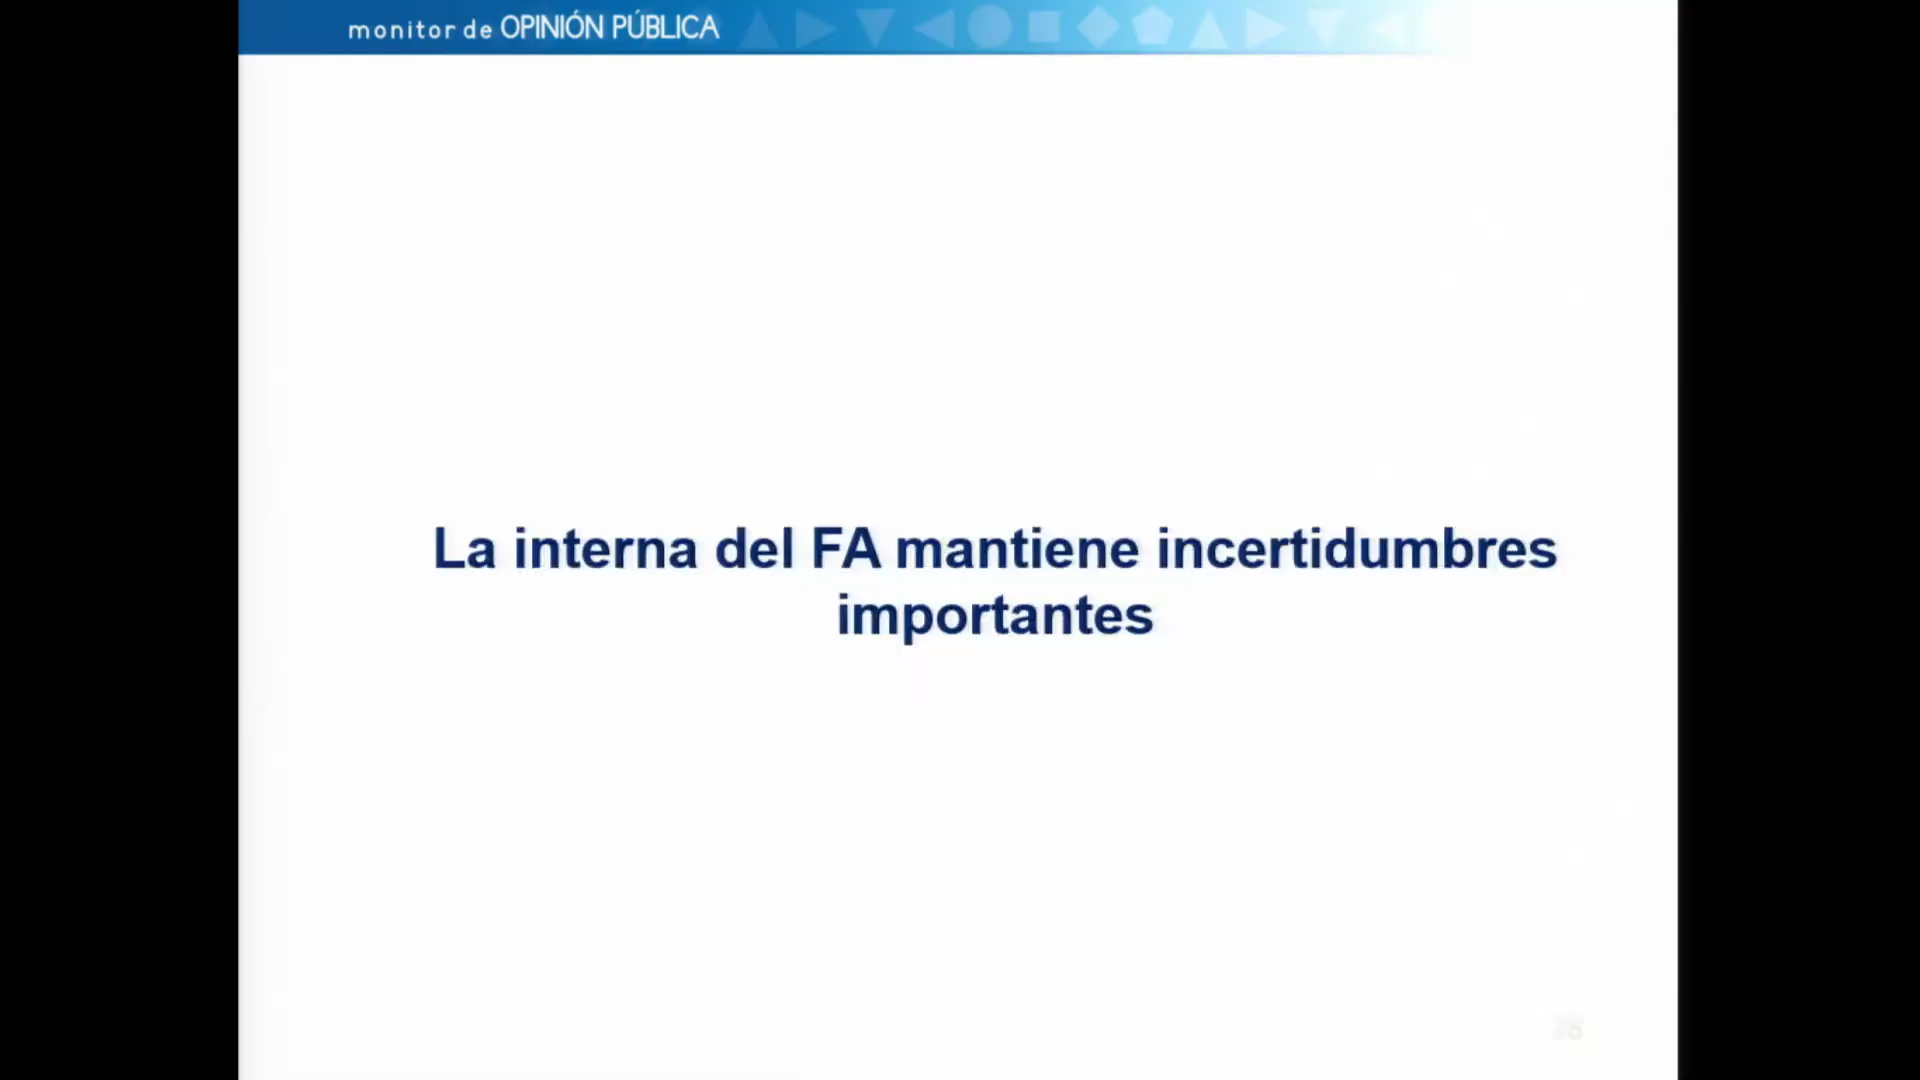 monitor de OPINIÓN PÚBLICA
La interna del FA mantiene incertidumbres
importantes